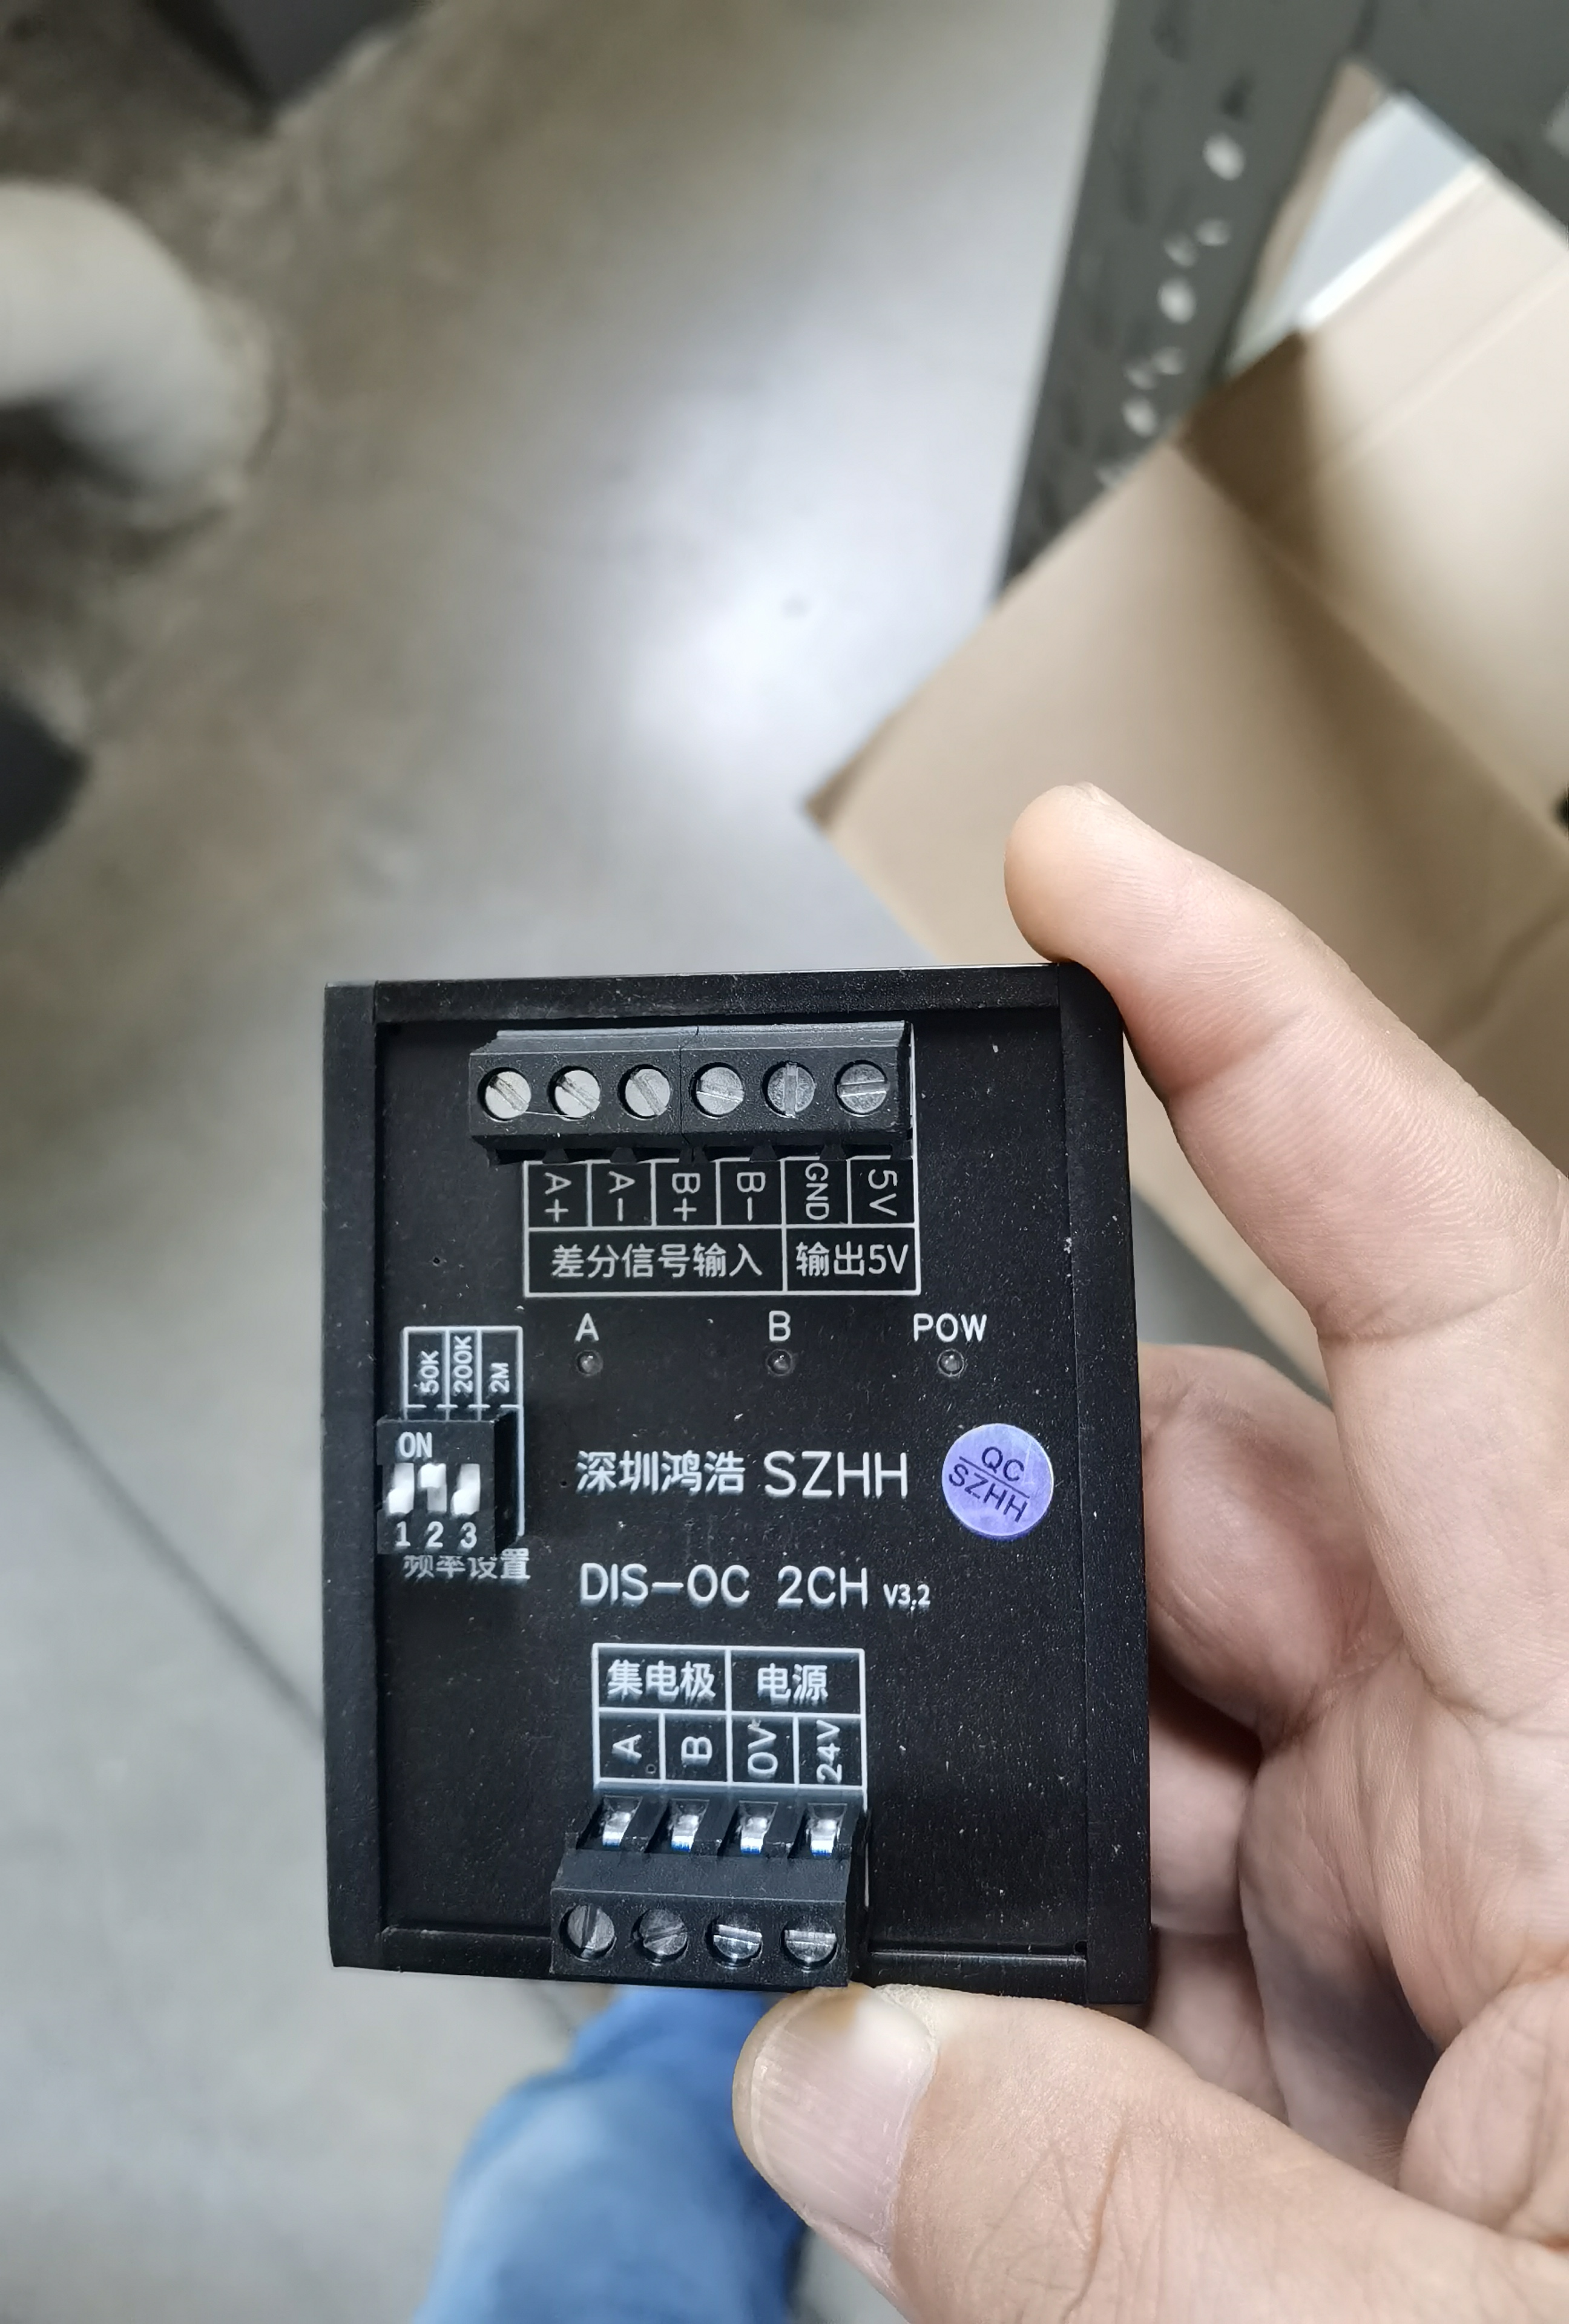 A+ A- B+ B- GND 5V
差分信号输入 输出5V
A B POW
50K 200K 2M
ON
1 2 3
频率设置
深圳鸿浩 SZHH
QC
SZHH
DIS-OC 2CH V3.2
集电极 电源
A B 0V 24V